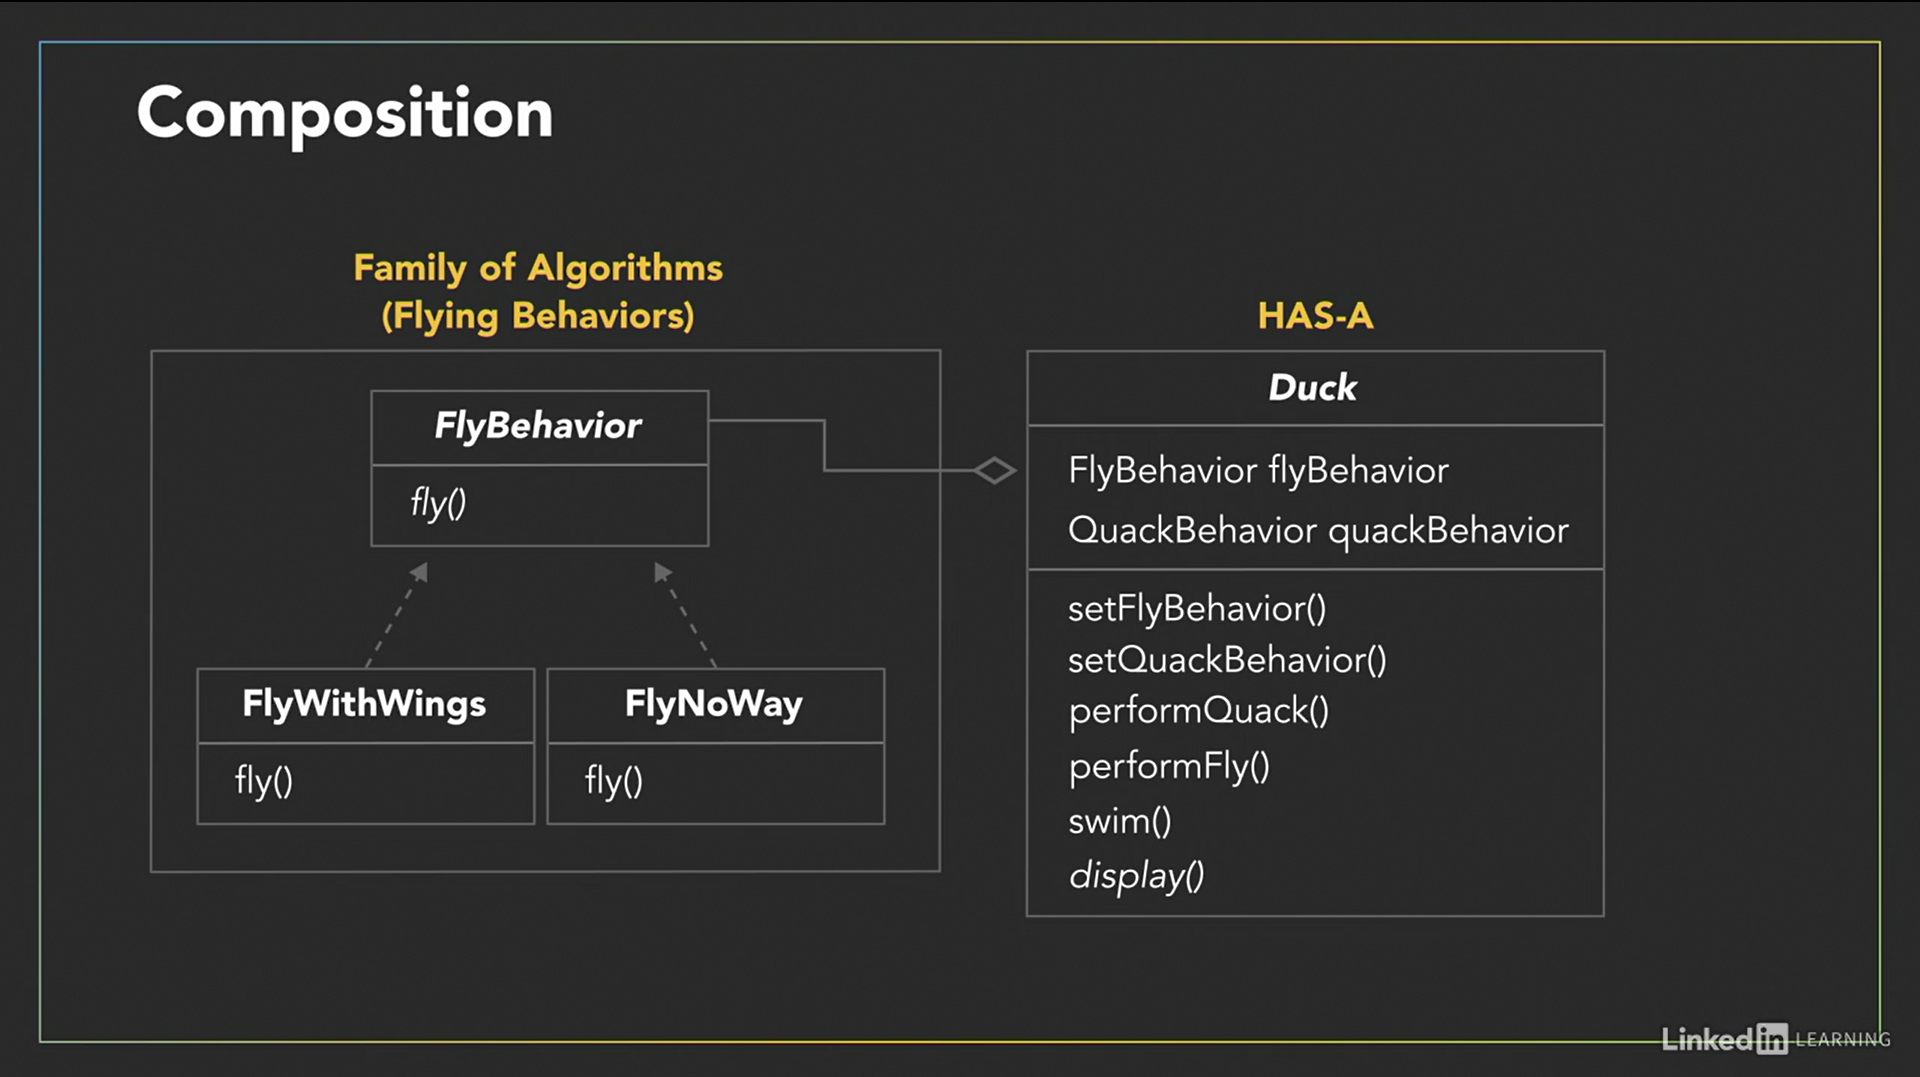 Composition
Family of Algorithms
(Flying Behaviors)
FlyBehavior
fly()
FlyWithWings
fly()
FlyNoWay
fly()
HAS-A
Duck
FlyBehavior flyBehavior
QuackBehavior quackBehavior
setFlyBehavior()
setQuackBehavior()
performQuack()
performFly()
swim()
display()
Linked in LEARNING